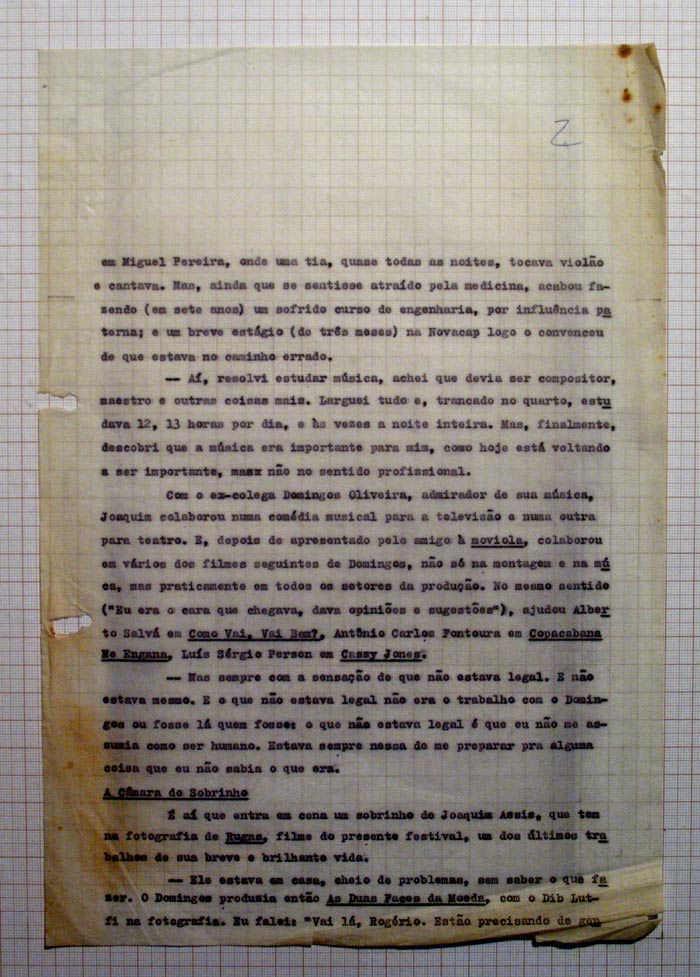 2
em Miguel Pereira, onde uma tia, quase todas as noites, tocava violão
e cantava. Mas, ainda que se sentisse atraído pela medicina, acabou fa-
zendo (em sete anos) um sofrido curso de engenharia, por influência pa
terna; e um breve estágio (de três meses) na Novacap logo o convenceu
de que estava no caminho errado.
-- Aí, resolvi estudar música, achei que devia ser compositor,
maestro e outras coisas mais. Larguei tudo e, trancado no quarto, estu
dava 12, 13 horas por dia, e às vezes a noite inteira. Mas, finalmente,
descobri que a música era importante para mim, como hoje está voltando
a ser importante, masx não no sentido profissional.
Com o ex-colega Domingos Oliveira, admirador de sua música,
Joaquim colaborou numa comédia musical para a televisão e numa outra
para teatro. E, depois de apresentado pelo amigo à moviola, colaborou
em vários dos filmes seguintes de Domingos, não só na montagem e na mú
ca, mas praticamente em todos os setores da produção. No mesmo sentido
("Eu era o cara que chegava, dava opiniões e sugestões"), ajudou Alber
to Salvá em Como Vai, Vai Bem?, Antônio Carlos Fontoura em Copacabana
Me Engana, Luís Sérgio Person em Cassy Jones.
-- Mas sempre com a sensação de que não estava legal. E não
estava mesmo. E o que não estava legal não era o trabalho com o Domin-
gos ou fosse lá quem fosse: o que não estava legal é que eu não me as-
sumia como ser humano. Estava sempre nessa de me preparar pra alguma
coisa que eu não sabia o que era.
A Câmara do Sobrinho
É aí que entra em cena um sobrinho de Joaquim Assis, que tem
na fotografia de Rugas, filme do presente festival, um dos últimos tra
balhos de sua breve e brilhante vida.
-- Ele estava em casa, cheio de problemas, sem saber o que fa
zer. O Domingos produzia então As Duas Faces da Moeda, com o Dib Lut-
fi na fotografia. Eu falei: "Vai lá, Rogério. Estão precisando de gen